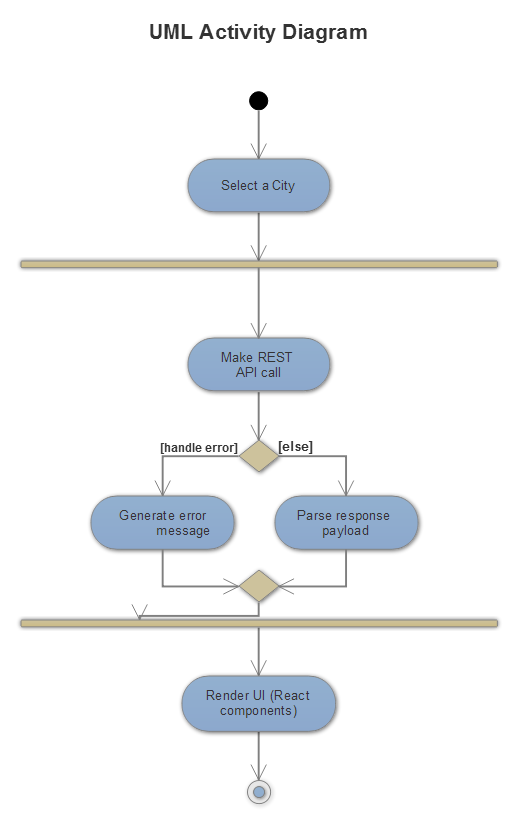 UML Activity Diagram
Select a City
Make REST
API call
[handle error]
[else]
Generate error
message
Parse response
payload
Render UI (React
components)